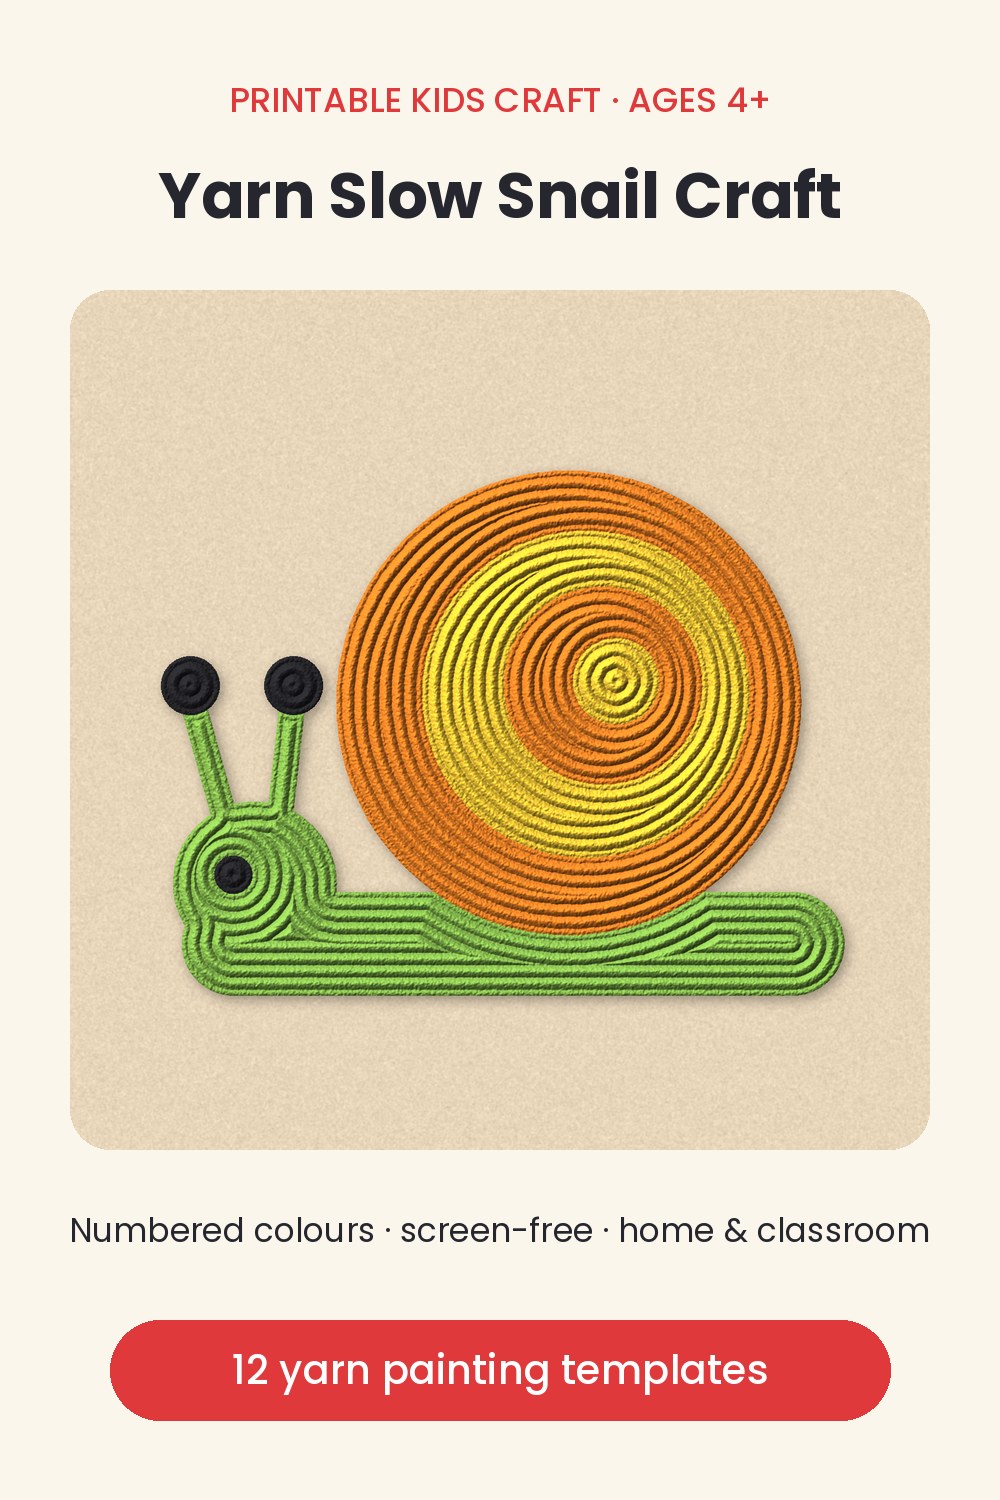 PRINTABLE KIDS CRAFT · AGES 4+
Yarn Slow Snail Craft
Numbered colours · screen-free · home & classroom
12 yarn painting templates